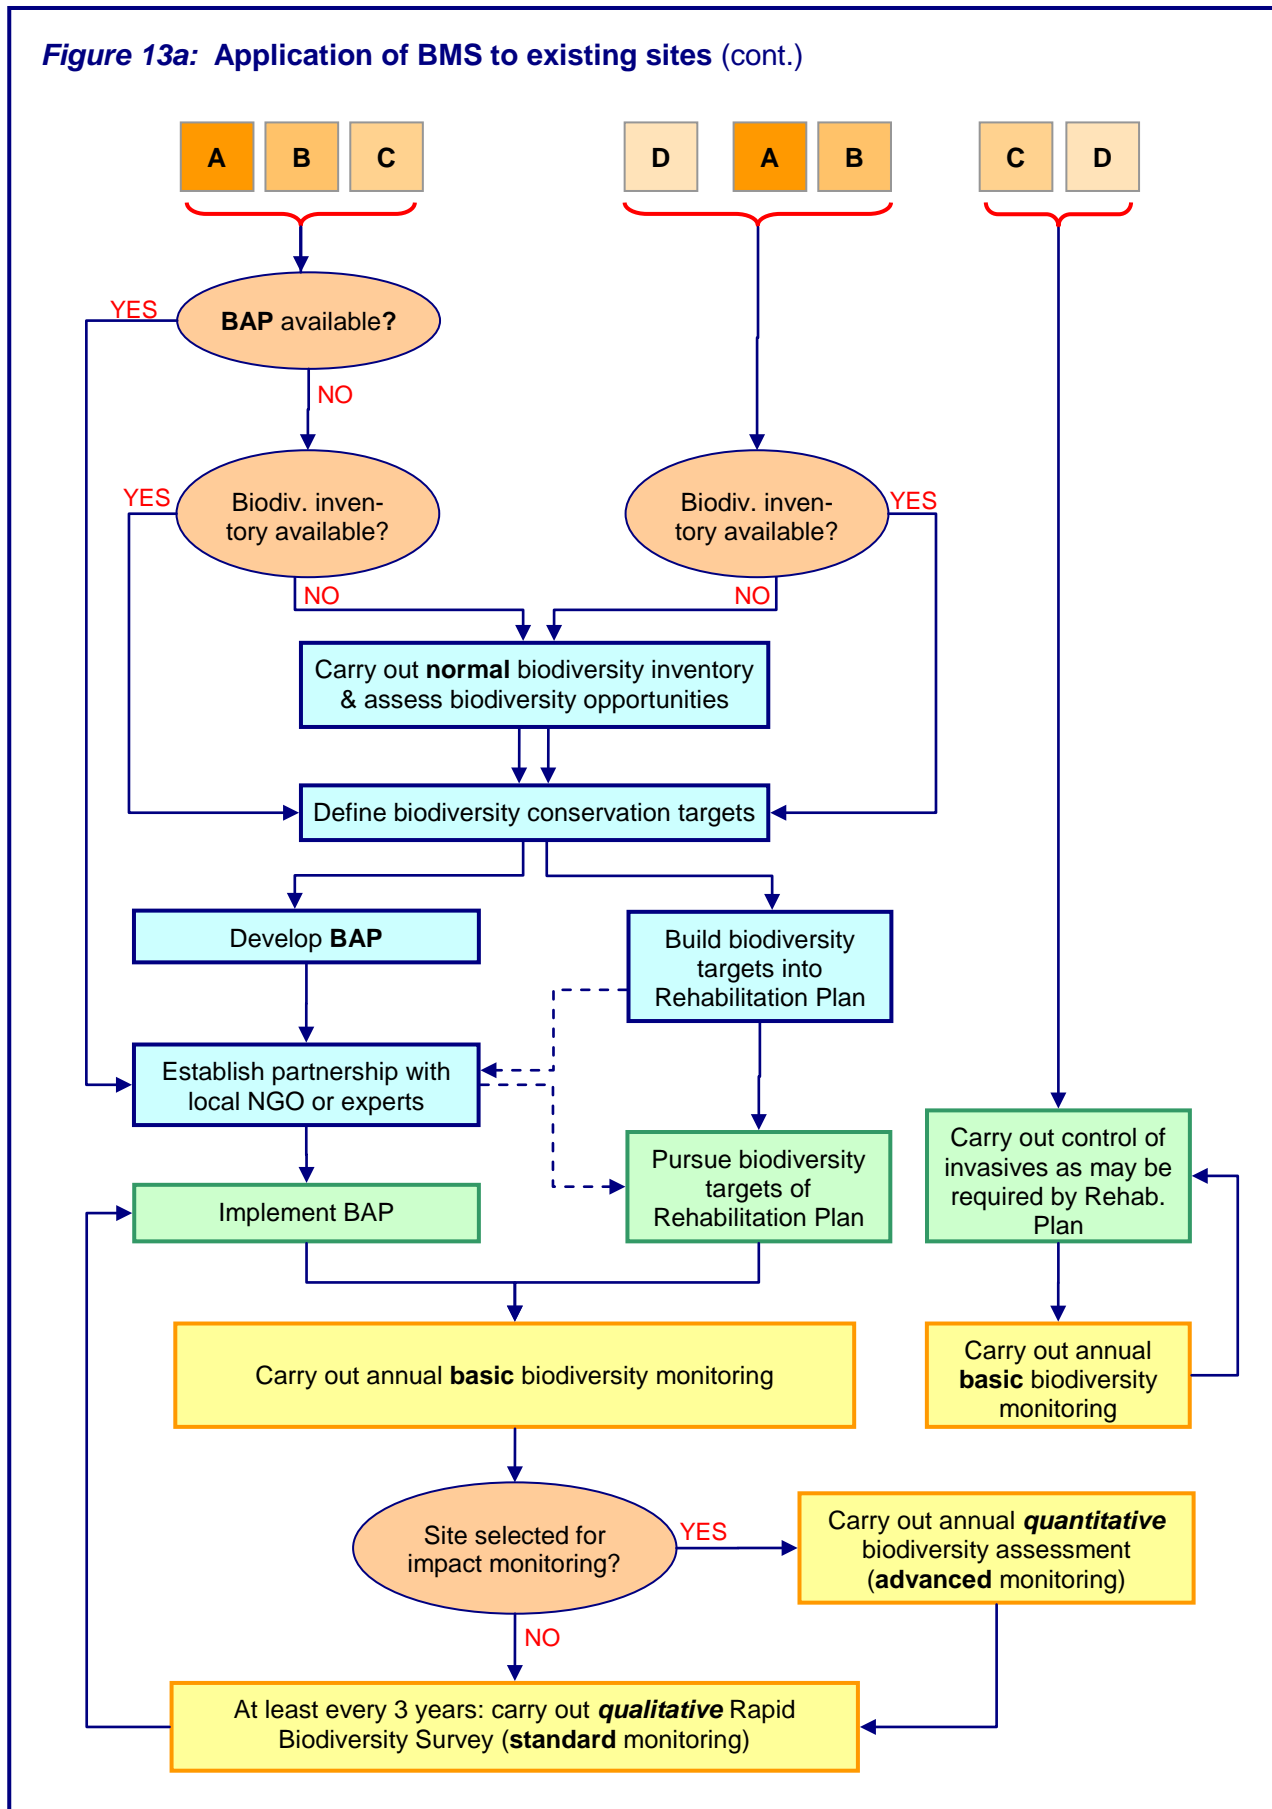 Figure 13a: Application of BMS to existing sites (cont.)
A B C D A B C D
BAP available?
YES
NO
Biodiv. inven-
tory available?
YES
NO
Biodiv. inven-
tory available?
YES
NO
Carry out normal biodiversity inventory
& assess biodiversity opportunities
Define biodiversity conservation targets
Develop BAP
Build biodiversity
targets into
Rehabilitation Plan
Establish partnership with
local NGO or experts
Implement BAP
Pursue biodiversity
targets of
Rehabilitation Plan
Carry out control of
invasives as may be
required by Rehab.
Plan
Carry out annual basic biodiversity monitoring
Carry out annual
basic biodiversity
monitoring
Site selected for
impact monitoring?
YES
NO
Carry out annual quantitative
biodiversity assessment
(advanced monitoring)
At least every 3 years: carry out qualitative Rapid
Biodiversity Survey (standard monitoring)